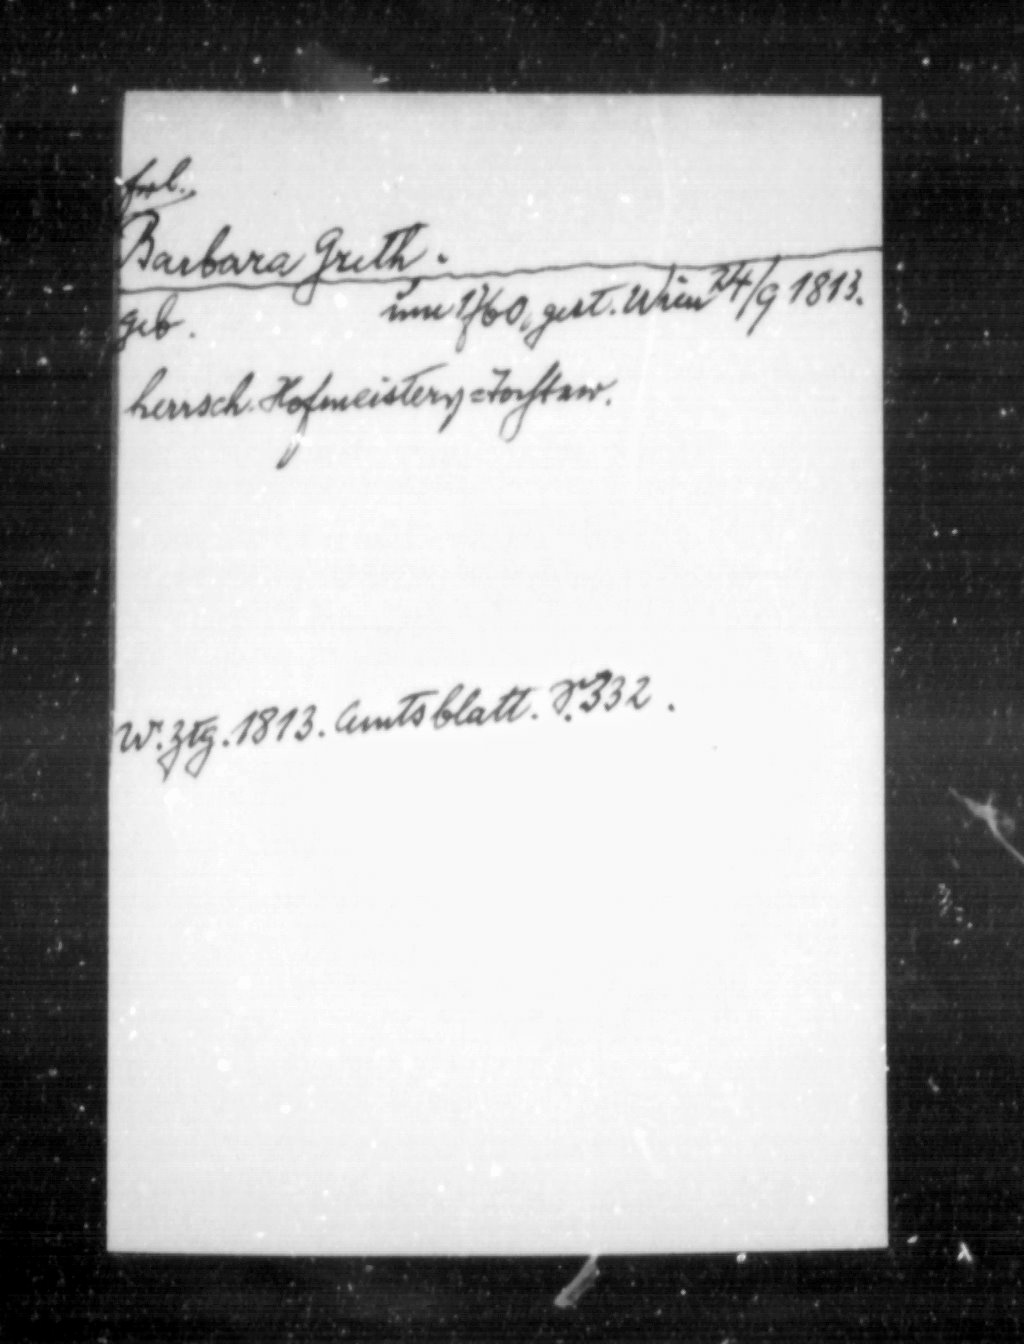 frl.
Barbara Greth.
geb. um 1760, gest. Wien 24/9 1813.
herrsch. Hofmeisters=Tochter.
W. Ztg. 1813. Amtsblatt. S. 332.